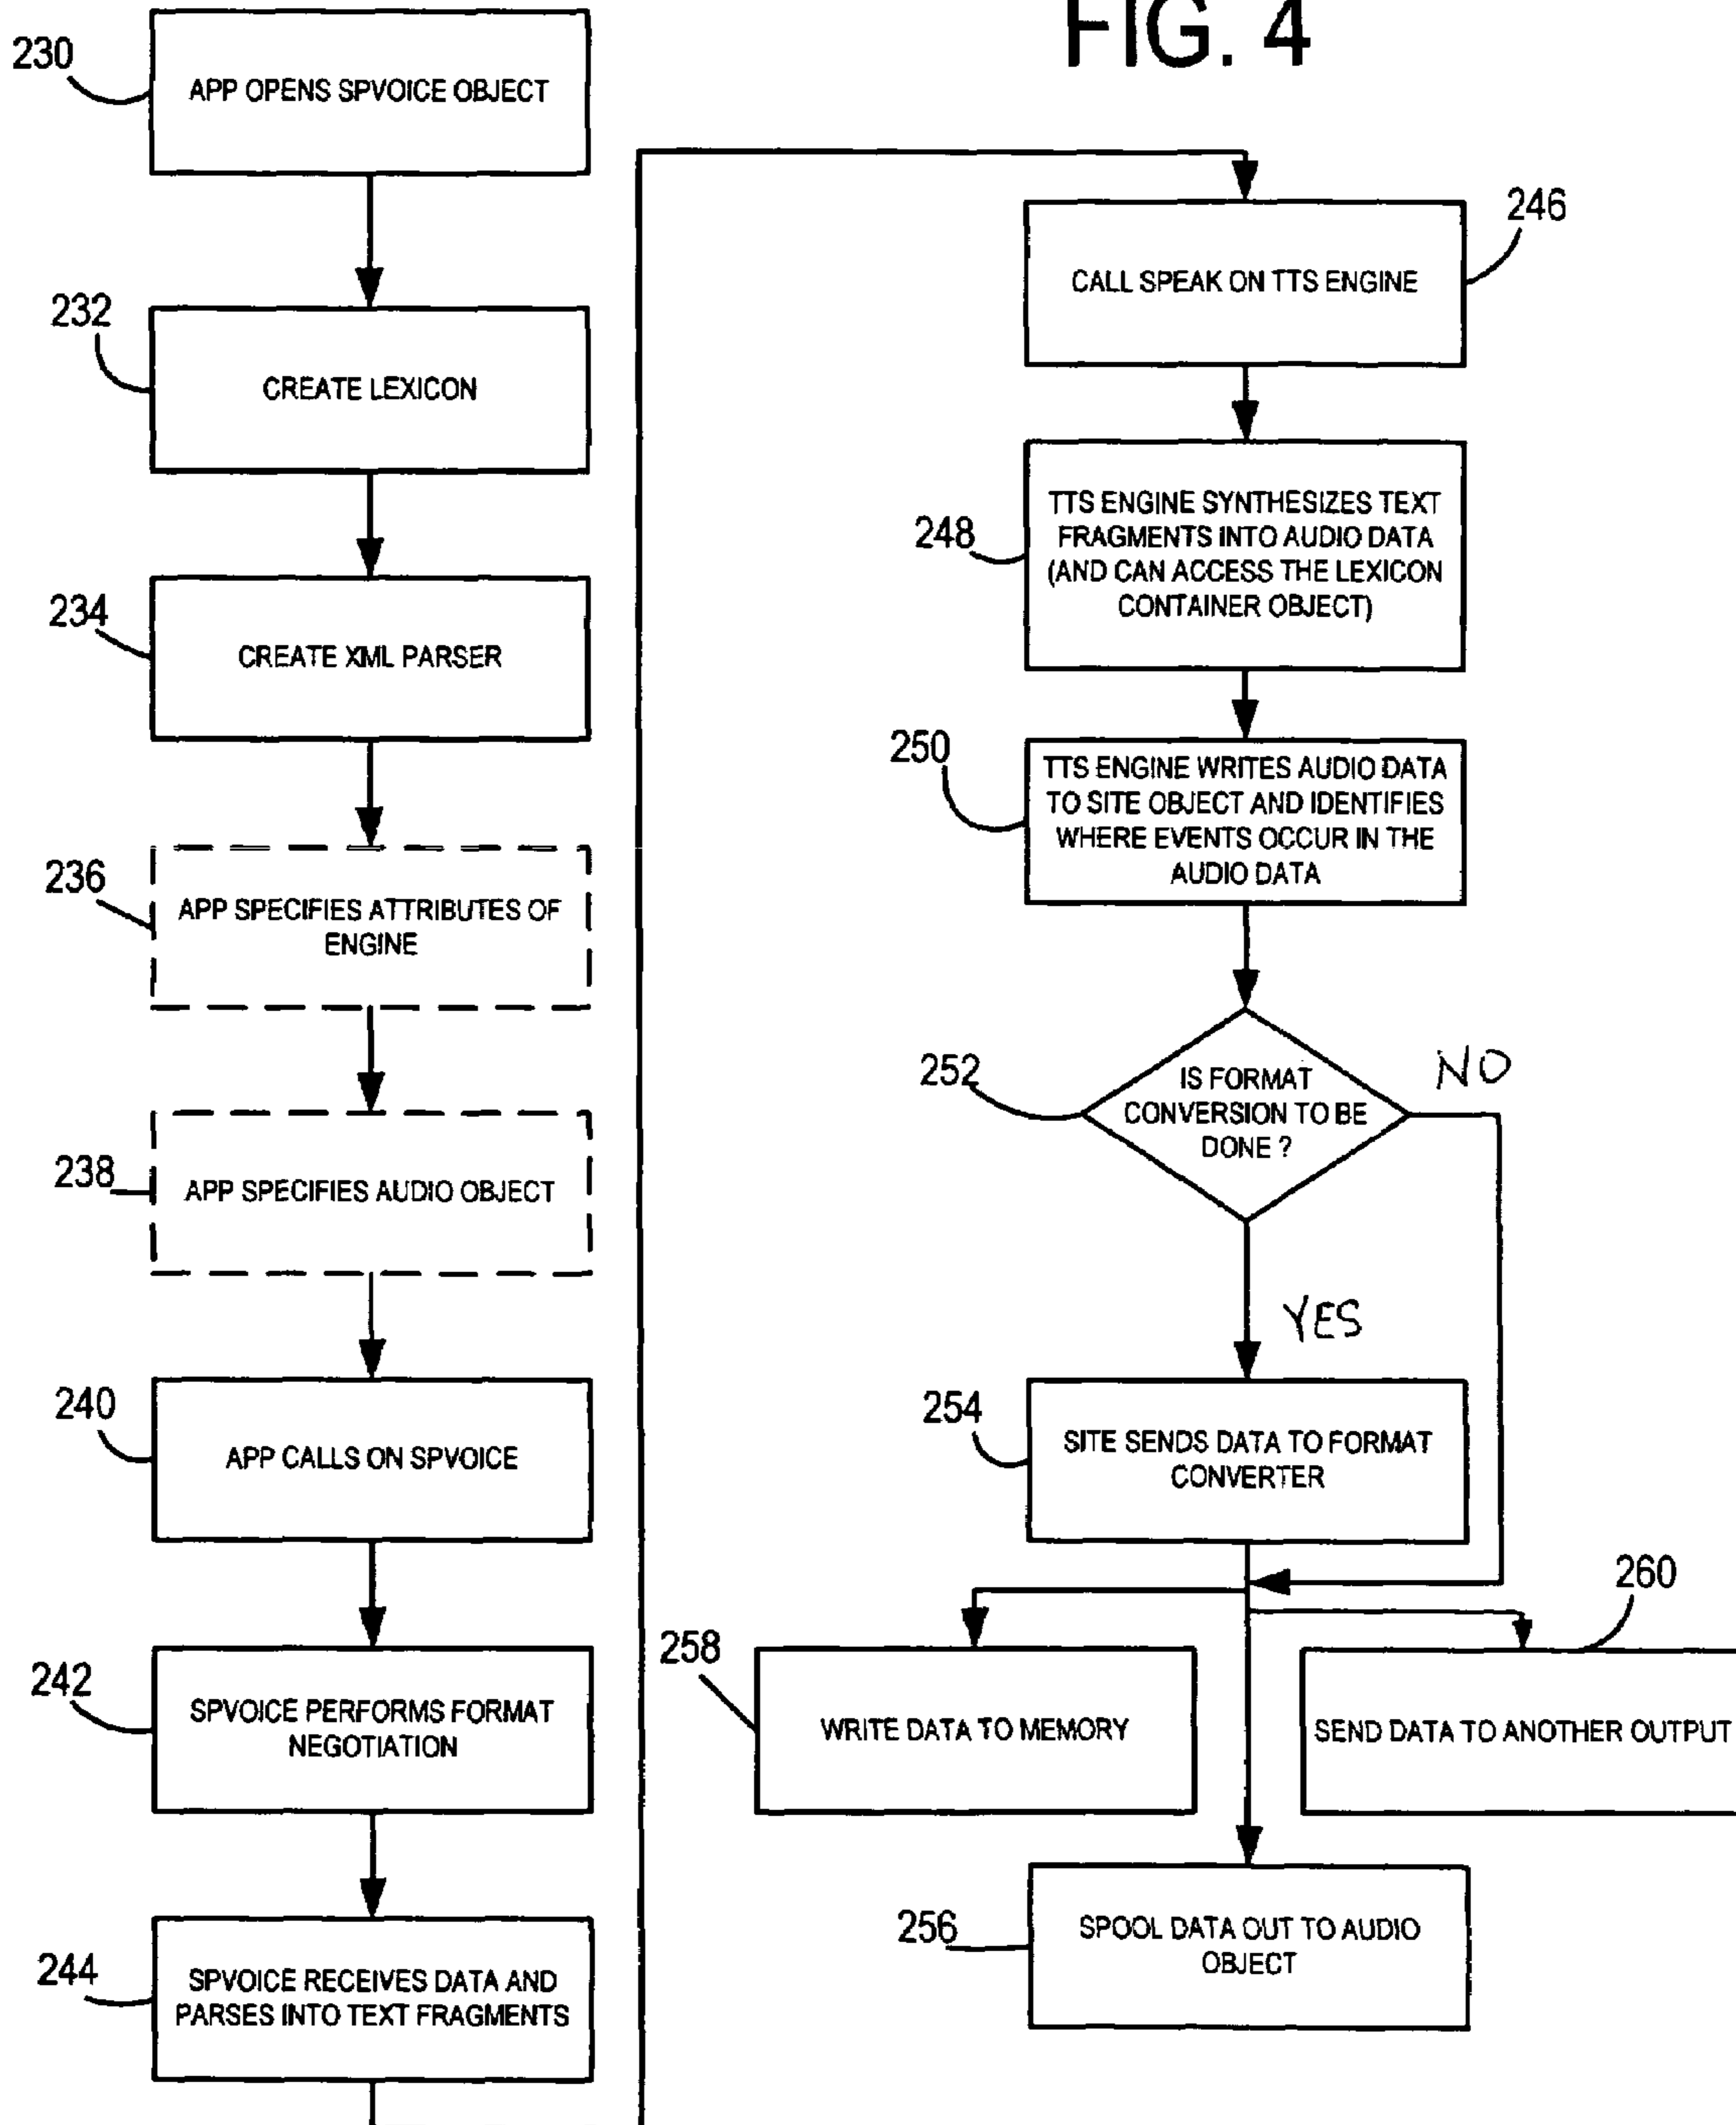 FIG. 4
230
APP OPENS SPVOICE OBJECT
232
CREATE LEXICON
234
CREATE XML PARSER
236
APP SPECIFIES ATTRIBUTES OF
ENGINE
238
APP SPECIFIES AUDIO OBJECT
240
APP CALLS ON SPVOICE
242
SPVOICE PERFORMS FORMAT
NEGOTIATION
244
SPVOICE RECEIVES DATA AND
PARSES INTO TEXT FRAGMENTS
246
CALL SPEAK ON TTS ENGINE
248
TTS ENGINE SYNTHESIZES TEXT
FRAGMENTS INTO AUDIO DATA
(AND CAN ACCESS THE LEXICON
CONTAINER OBJECT)
250
TTS ENGINE WRITES AUDIO DATA
TO SITE OBJECT AND IDENTIFIES
WHERE EVENTS OCCUR IN THE
AUDIO DATA
252
IS FORMAT
CONVERSION TO BE
DONE ?
NO
YES
254
SITE SENDS DATA TO FORMAT
CONVERTER
258
WRITE DATA TO MEMORY
260
SEND DATA TO ANOTHER OUTPUT
256
SPOOL DATA OUT TO AUDIO
OBJECT